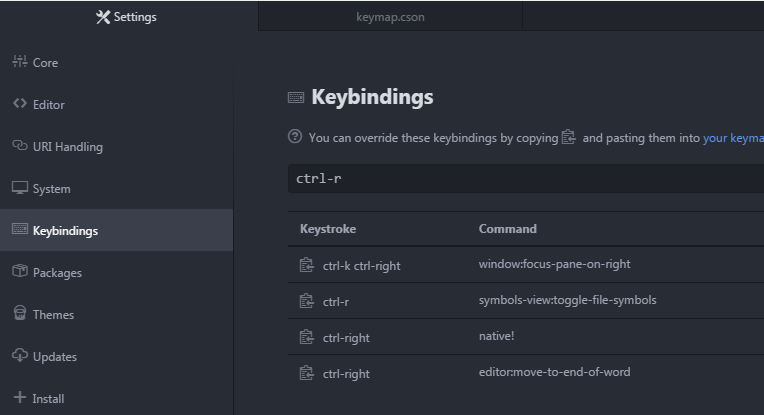 Settings
keymap.cson
Core
Editor
URI Handling
System
Keybindings
Packages
Themes
Updates
Install
Keybindings
You can override these keybindings by copying and pasting them into your keyma
ctrl-r
Keystroke Command
ctrl-k ctrl-right window:focus-pane-on-right
ctrl-r symbols-view:toggle-file-symbols
ctrl-right native!
ctrl-right editor:move-to-end-of-word